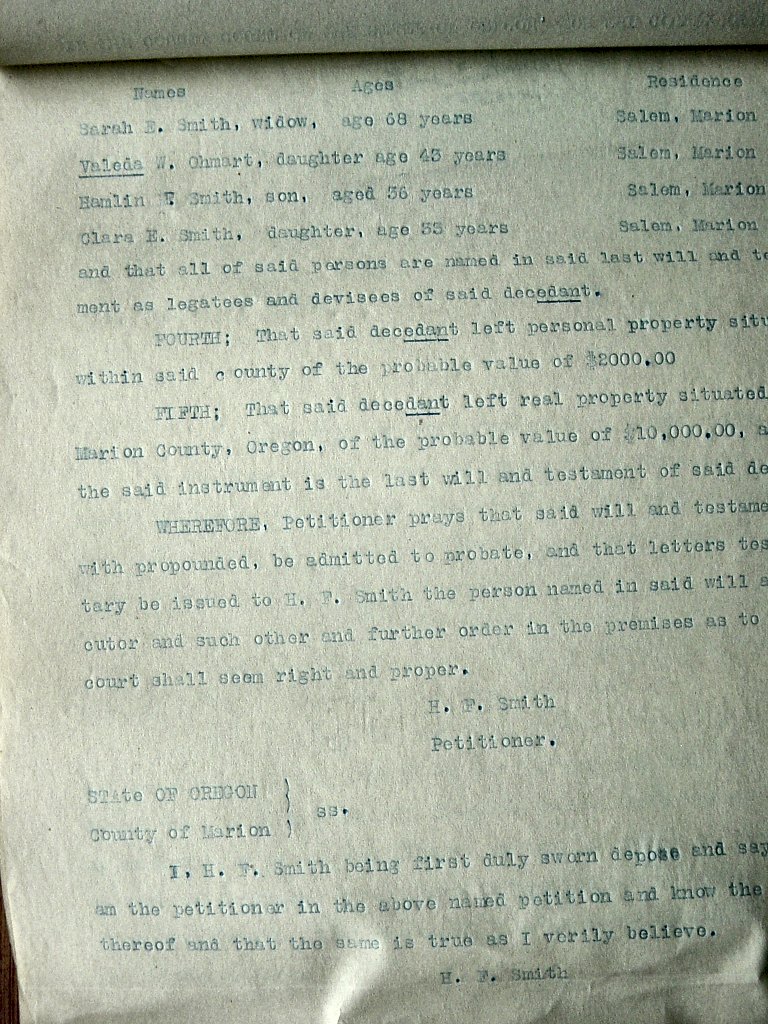 Names Ages Residence
Sarah E. Smith, widow, age 68 years Salem, Marion
Valeda W. Ohmart, daughter age 43 years Salem, Marion
Hamlin F Smith, son, aged 36 years Salem, Marion
Clara E. Smith, daughter, age 33 years Salem, Marion
and that all of said persons are named in said last will and te
ment as legatees and devisees of said decedant.
FOURTH; That said decedant left personal property situ
within said c ounty of the probable value of $2000.00
FIFTH; That said decedant left real property situated
Marion County, Oregon, of the probable value of $10,000.00, a
the said instrument is the last will and testament of said de
WHEREFORE, Petitioner prays that said will and testame
with propounded, be admitted to probate, and that letters tes
tary be issued to H. F. Smith the person named in said will a
cutor and such other and further order in the premises as to
court shall seem right and proper.
H. F. Smith
Petitioner.
STAte OF OREGON )
ss.
County of Marion )
I, H. F. Smith being first duly sworn depose and say
am the petitioner in the above named petition and know the
thereof and that the same is true as I verily believe.
H. F. Smith